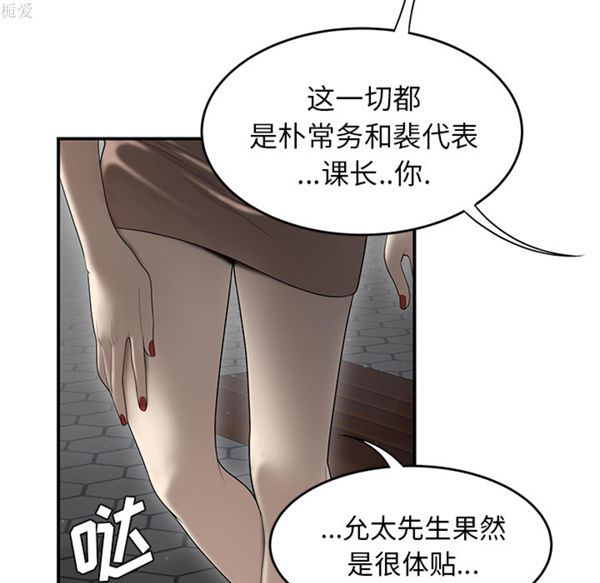 栀爱
这一切都
是朴常务和裴代表
...课长..你.
哒
...允太先生果然
是很体贴...